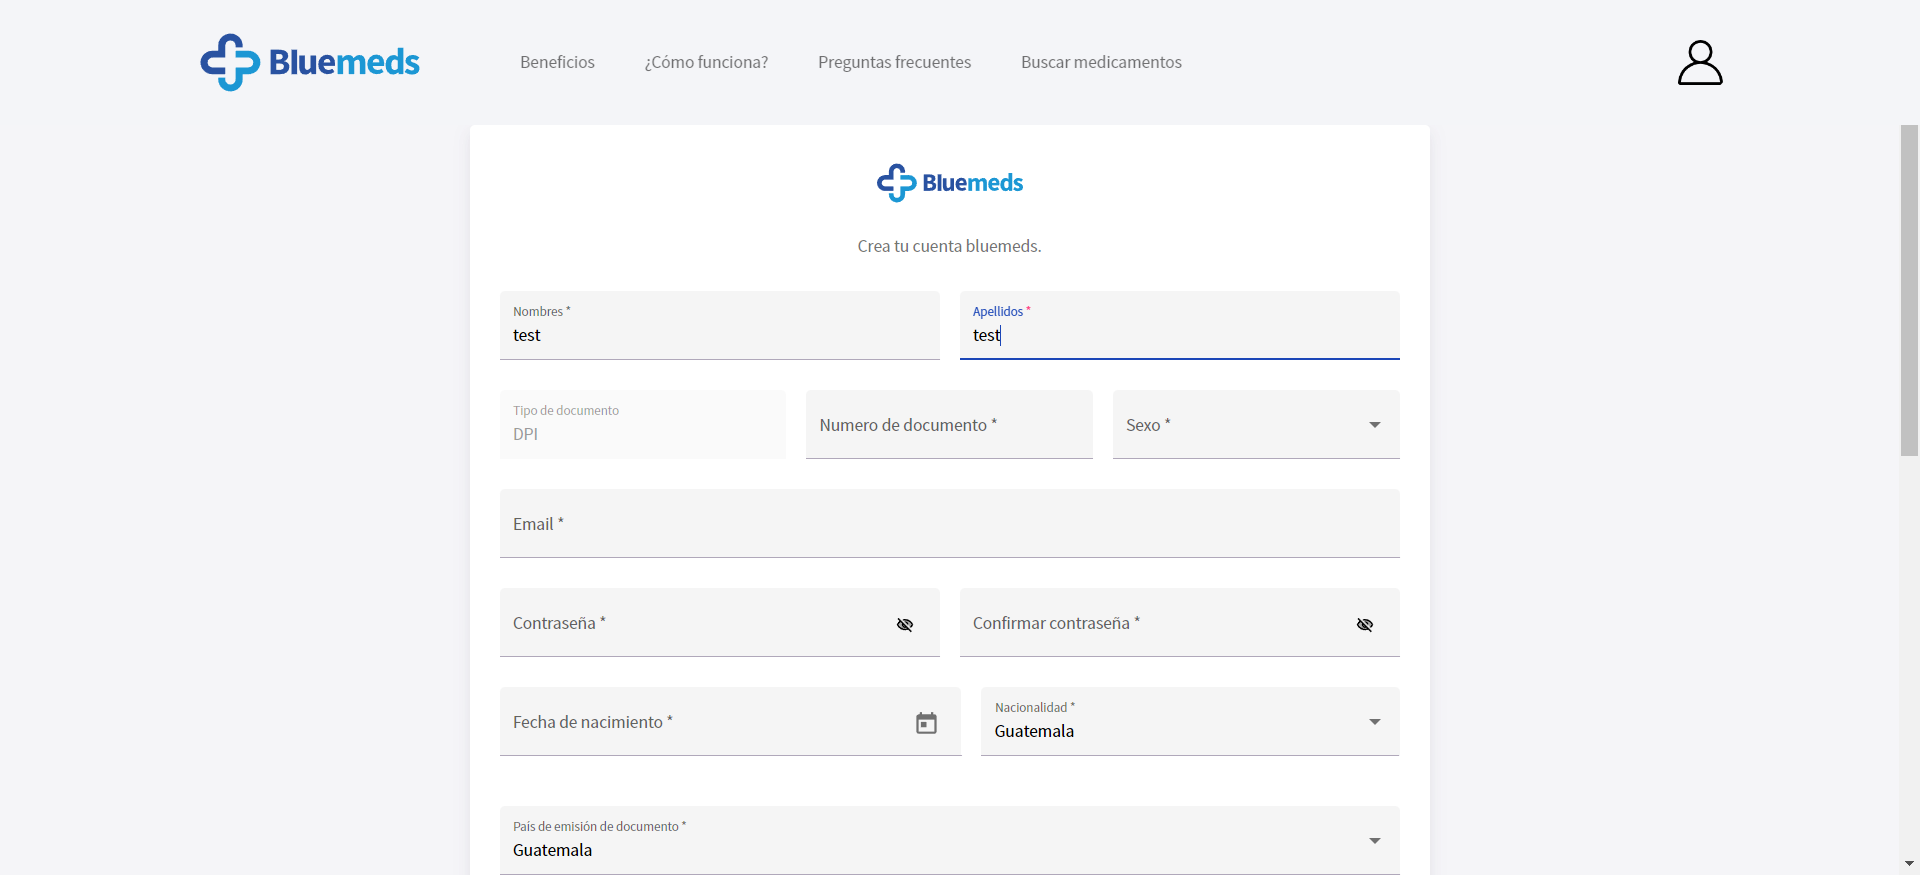 Bluemeds
Beneficios
¿Cómo funciona?
Preguntas frecuentes
Buscar medicamentos
Bluemeds
Crea tu cuenta bluemeds.
Nombres *
test
Apellidos *
test
Tipo de documento
DPI
Numero de documento *
Sexo *
Email *
Contraseña *
Confirmar contraseña *
Fecha de nacimiento *
Nacionalidad *
Guatemala
País de emisión de documento *
Guatemala